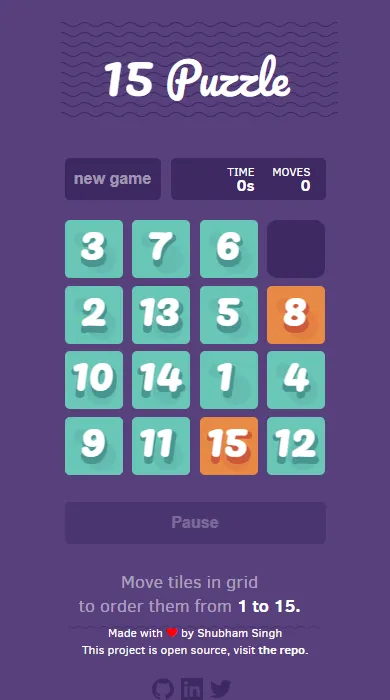 15 Puzzle
new game
TIME MOVES
0s 0
3 7 6
2 13 5 8
10 14 1 4
9 11 15 12
Pause
Move tiles in grid
to order them from 1 to 15.
Made with ❤ by Shubham Singh
This project is open source, visit the repo.